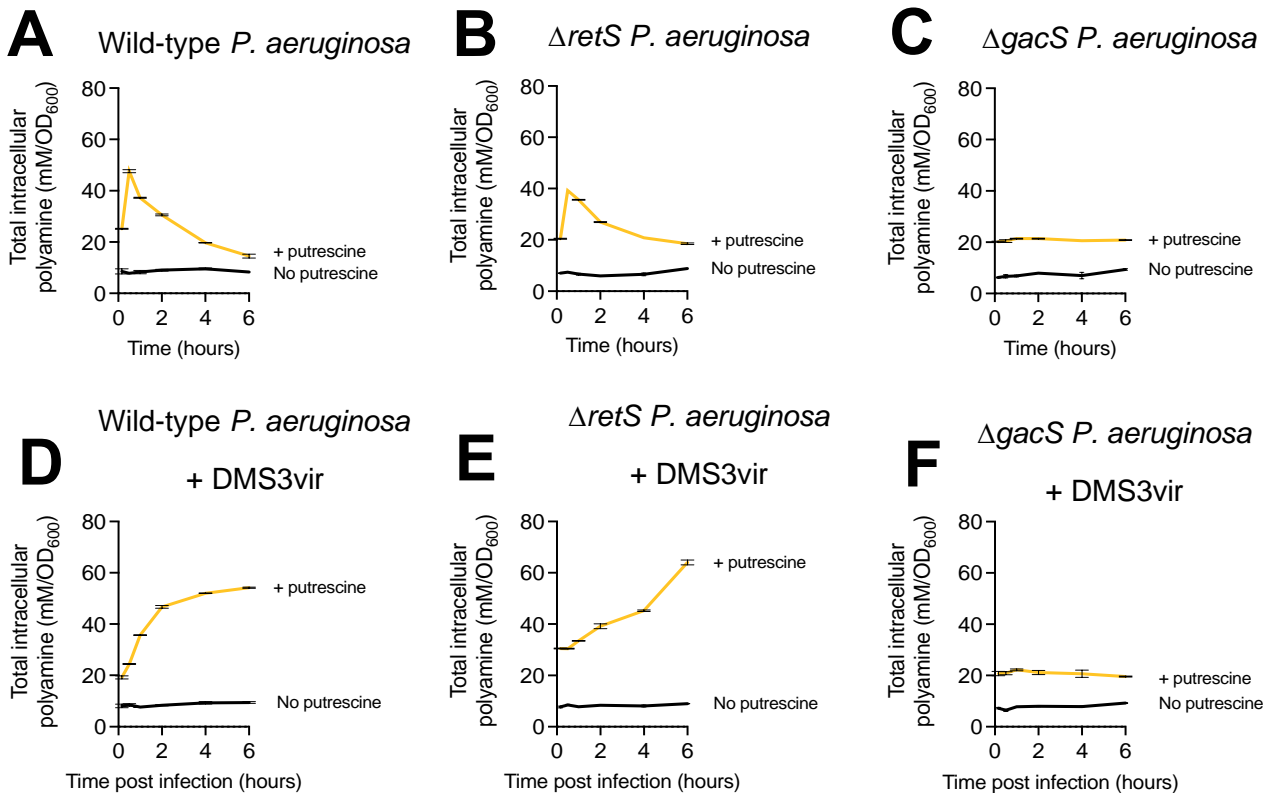 A
Wild-type P. aeruginosa
Total intracellular
polyamine (mM/OD600)
80
60
40
20
0
0 2 4 6
Time (hours)
+ putrescine
No putrescine
B
ΔretS P. aeruginosa
Total intracellular
polyamine (mM/OD600)
80
60
40
20
0
0 2 4 6
Time (hours)
+ putrescine
No putrescine
C
ΔgacS P. aeruginosa
Total intracellular
polyamine (mM/OD600)
80
60
40
20
0
0 2 4 6
Time (hours)
+ putrescine
No putrescine
D
Wild-type P. aeruginosa
+ DMS3vir
Total intracellular
polyamine (mM/OD600)
80
60
40
20
0
0 2 4 6
Time post infection (hours)
+ putrescine
No putrescine
E
ΔretS P. aeruginosa
+ DMS3vir
Total intracellular
polyamine (mM/OD600)
80
60
40
20
0
0 2 4 6
Time post infection (hours)
+ putrescine
No putrescine
F
ΔgacS P. aeruginosa
+ DMS3vir
Total intracellular
polyamine (mM/OD600)
80
60
40
20
0
0 2 4 6
Time post infection (hours)
+ putrescine
No putrescine